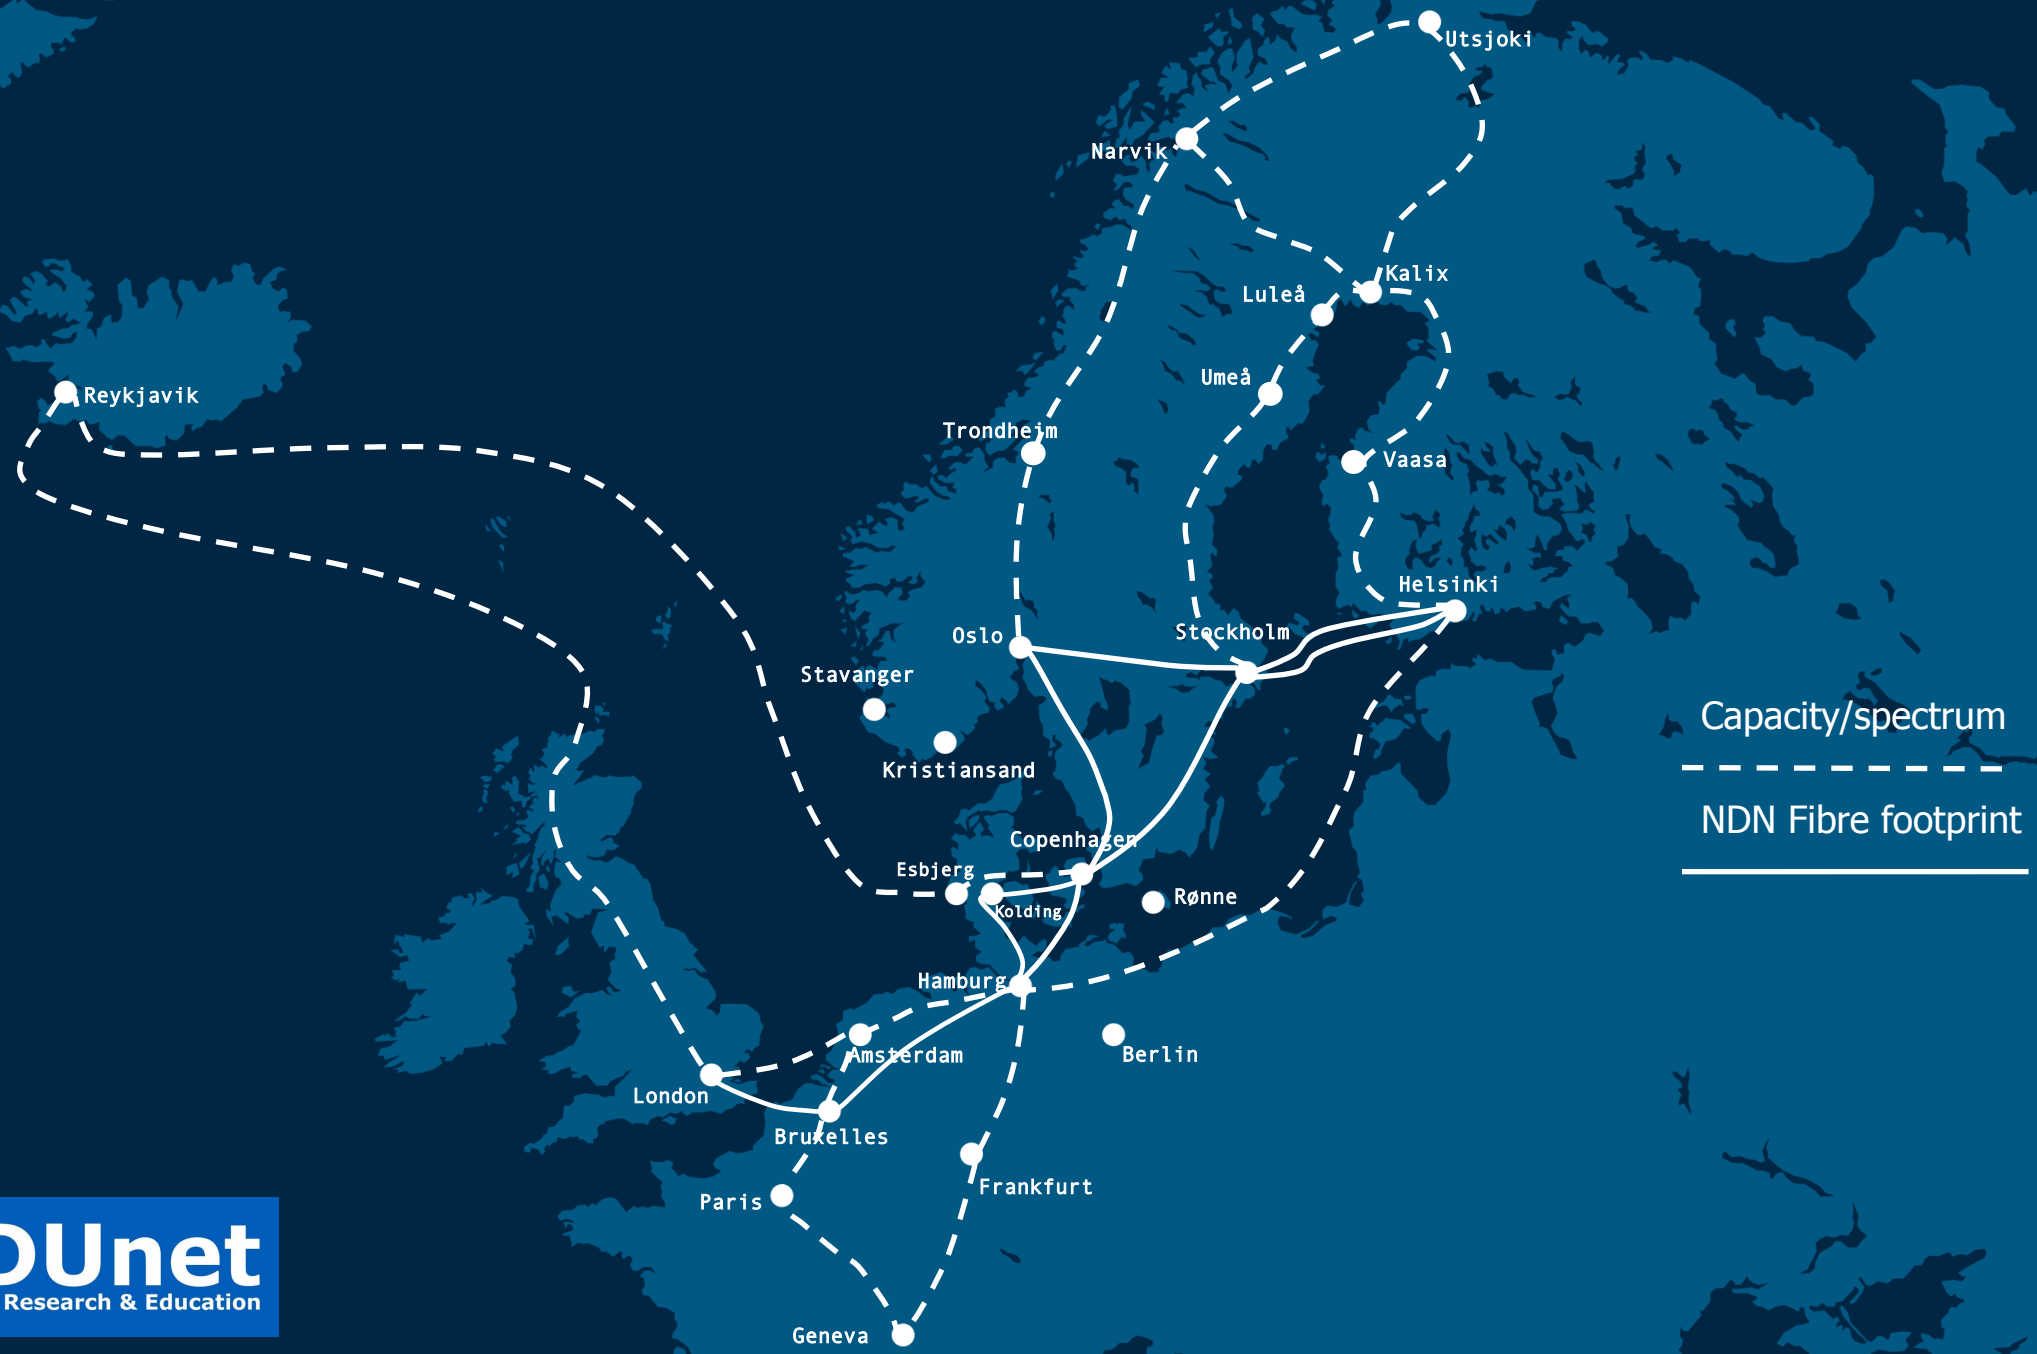 Utsjoki
Narvik
Kalix
Luleå
Umeå
Reykjavik
Trondheim
Vaasa
Helsinki
Stockholm
Oslo
Stavanger
Kristiansand
Capacity/spectrum
NDN Fibre footprint
Copenhagen
Esbjerg
Kolding
Rønne
Hamburg
Amsterdam
Berlin
London
Bruxelles
Frankfurt
Paris
Geneva
DUnet
Research & Education